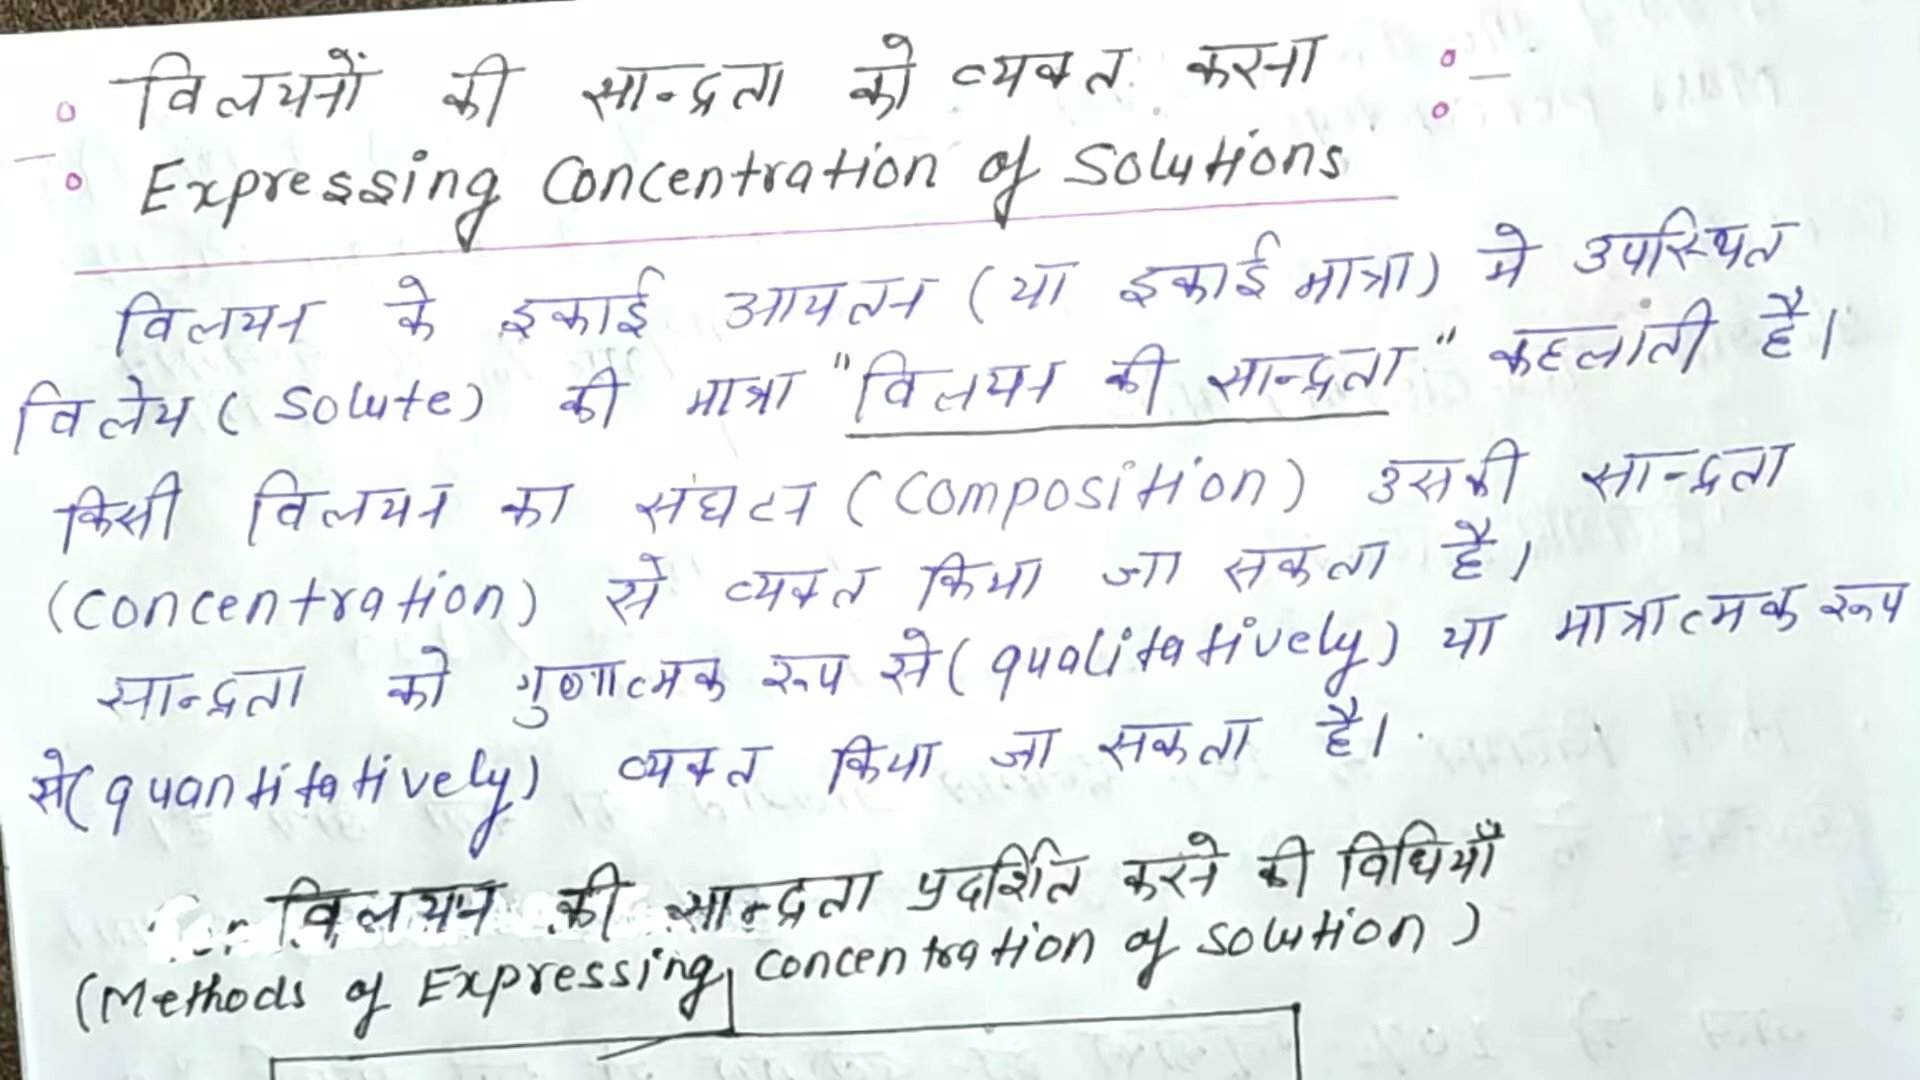 विलयनों की सान्द्रता को व्यक्त करना :-
-: Expressing Concentration of Solutions
विलयन के इकाई आयतन (या इकाई मात्रा) मे उपस्थित
विलेय (Solute) की मात्रा "विलयन की सान्द्रता" कहलाती है।
किसी विलयन का संघटन (Composition) उसकी सान्द्रता
(Concentration) से व्यक्त किया जा सकता है।
सान्द्रता को गुणात्मक रूप से (qualitatively) या मात्रात्मक रूप
से (quantitatively) व्यक्त किया जा सकता है।
विलयन की सान्द्रता प्रदर्शित करने की विधियाँ
(Methods of Expressing Concentration of Solution)